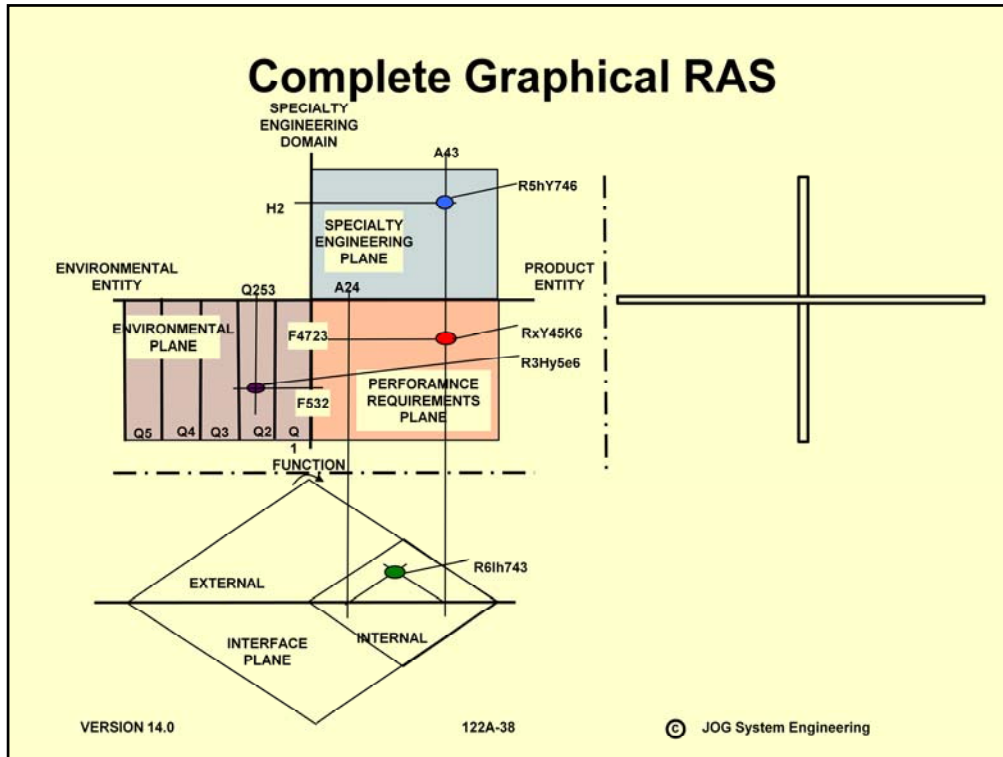 Complete Graphical RAS
SPECIALTY
ENGINEERING
DOMAIN
A43
R5hY746
H2
SPECIALTY
ENGINEERING
PLANE
ENVIRONMENTAL
ENTITY
Q253
A24
PRODUCT
ENTITY
ENVIRONMENTAL
PLANE
F4723
RxY45K6
R3Hy5e6
F532
PERFORAMNCE
REQUIREMENTS
PLANE
Q5 Q4 Q3 Q2 Q
1
FUNCTION
R6Ih743
EXTERNAL
INTERNAL
INTERFACE
PLANE
VERSION 14.0 122A-38 © JOG System Engineering